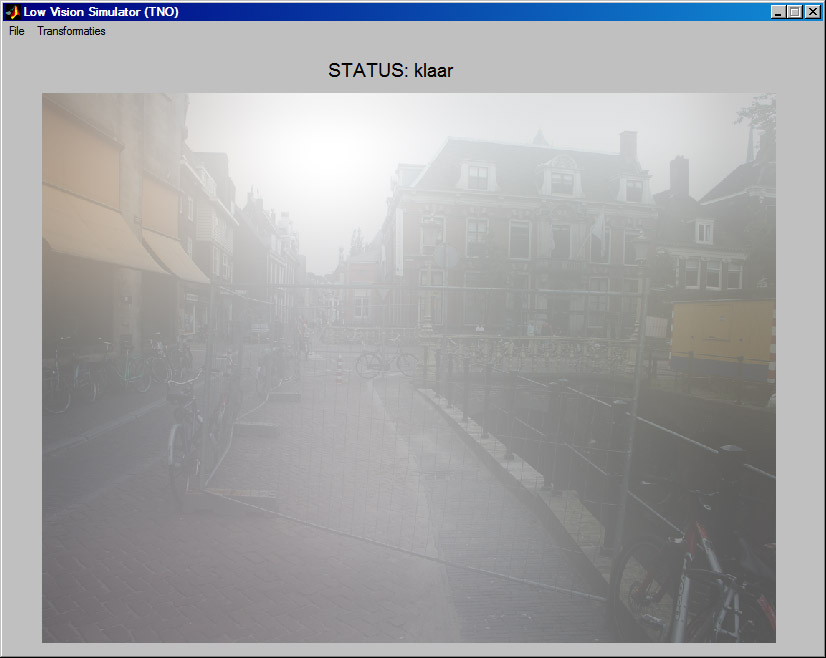 Low Vision Simulator (TNO)
File Transformaties
STATUS: klaar